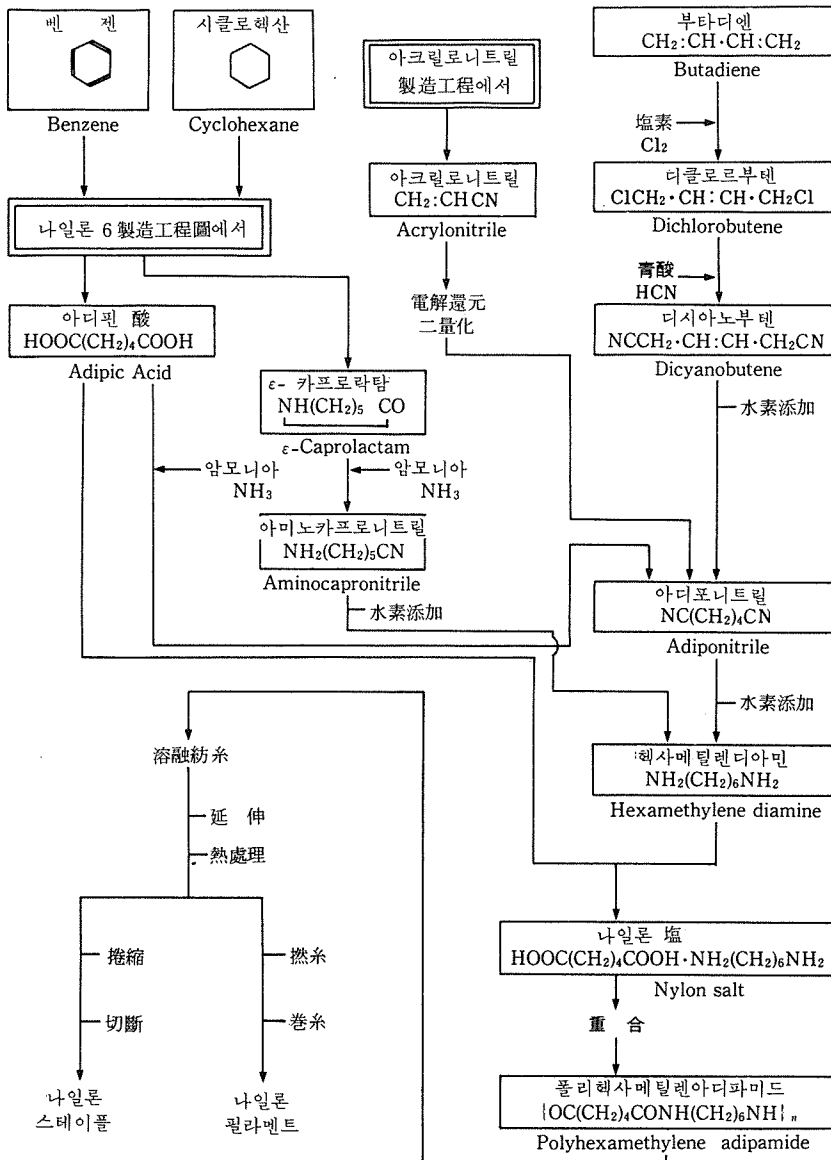 벤 젠
Benzene
시클로헥산
Cyclohexane
아크릴로니트릴
製造工程에서
부타디엔
CH₂:CH·CH:CH₂
Butadiene
塩素
Cl₂
아크릴로니트릴
CH₂:CHCN
Acrylonitrile
디클로르부텐
ClCH₂·CH:CH·CH₂Cl
Dichlorobutene
나일론 6 製造工程圖에서
電解還元
二量化
青酸
HCN
아디핀 酸
HOOC(CH₂)₄COOH
Adipic Acid
디시아노부텐
NCCH₂·CH:CH·CH₂CN
Dicyanobutene
水素添加
ε- 카프로락탐
NH(CH₂)₅ CO
ε-Caprolactam
암모니아
NH₃
암모니아
NH₃
아미노카프로니트릴
NH₂(CH₂)₅CN
Aminocapronitrile
水素添加
아디포니트릴
NC(CH₂)₄CN
Adiponitrile
水素添加
헥사메틸렌디아민
NH₂(CH₂)₆NH₂
Hexamethylene diamine
溶融紡糸
延 伸
熱處理
捲縮
切斷
나일론
스테이플
撚糸
巻糸
나일론
필라멘트
나일론 塩
HOOC(CH₂)₄COOH·NH₂(CH₂)₆NH₂
Nylon salt
重 合
폴리헥사메틸렌아디파미드
{OC(CH₂)₄CONH(CH₂)₆NH}ₙ
Polyhexamethylene adipamide